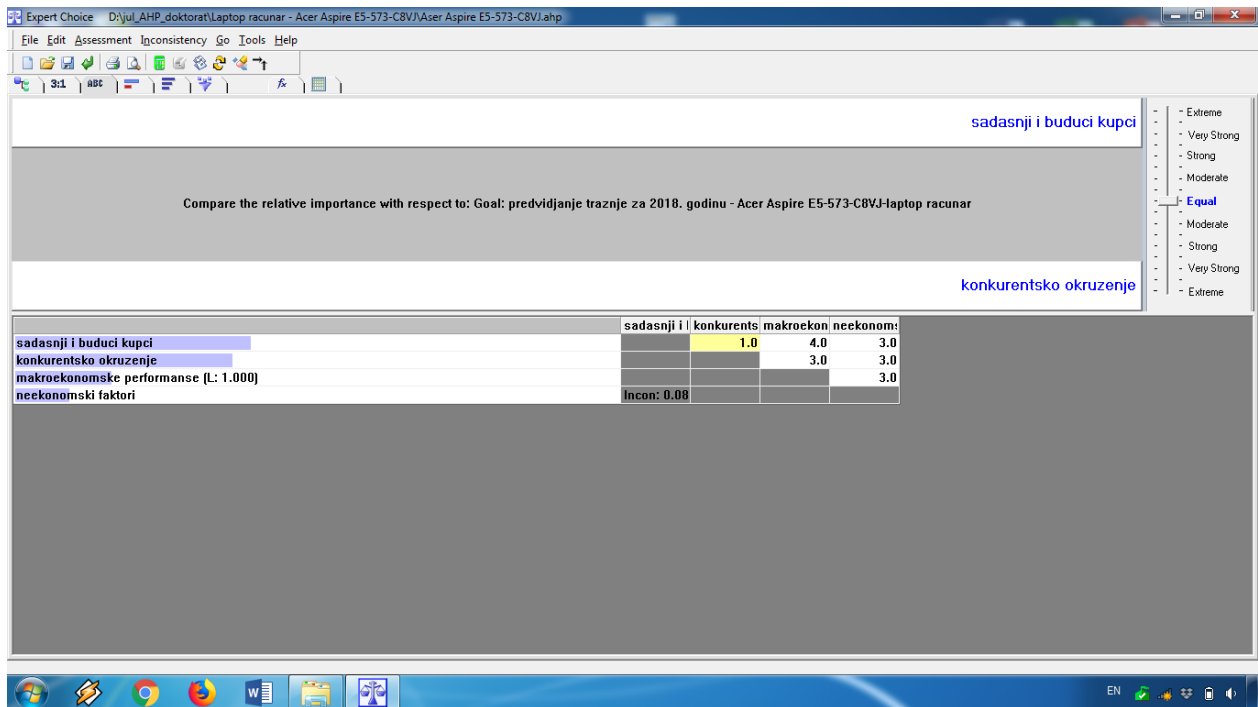 Expert Choice D:\jul_AHP_doktorat\Laptop racunar - Acer Aspire E5-573-C8VJ\Aser Aspire E5-573-C8VJ.ahp
File Edit Assessment Inconsistency Go Tools Help
3:1 ABC fx
sadasnji i buduci kupci
Compare the relative importance with respect to: Goal: predvidjanje traznje za 2018. godinu - Acer Aspire E5-573-C8VJ-laptop racunar
konkurentsko okruzenje
Extreme
Very Strong
Strong
Moderate
Equal
Moderate
Strong
Very Strong
Extreme
sadasnji i konkurents makroekon neekonom
sadasnji i buduci kupci 1.0 4.0 3.0
konkurentsko okruzenje 3.0 3.0
makroekonomske performanse (L: 1.000) 3.0
neekonomski faktori Incon: 0.08
W EN